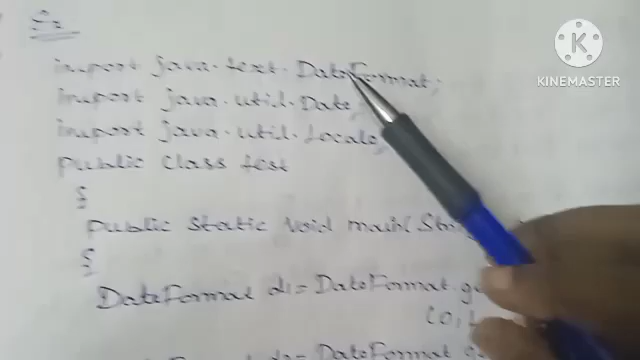 Ex
KINEMASTER
import java.text.DateFormat;
import java.util.Date;
import java.util.Locale;
public class test
{
public static void main(
{
DateFormat d1= DateFormat.ge
(0,
DateFormat.